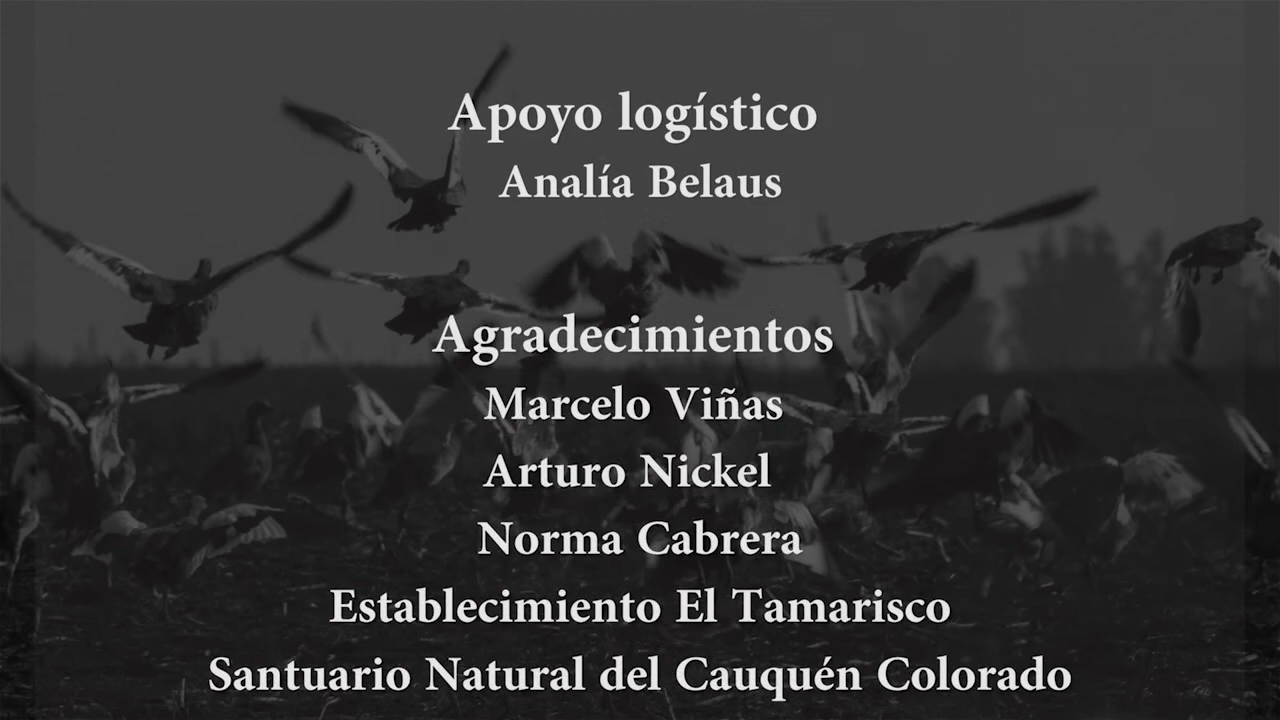 Apoyo logístico
Analía Belaus
Agradecimientos
Marcelo Viñas
Arturo Nickel
Norma Cabrera
Establecimiento El Tamarisco
Santuario Natural del Cauquén Colorado